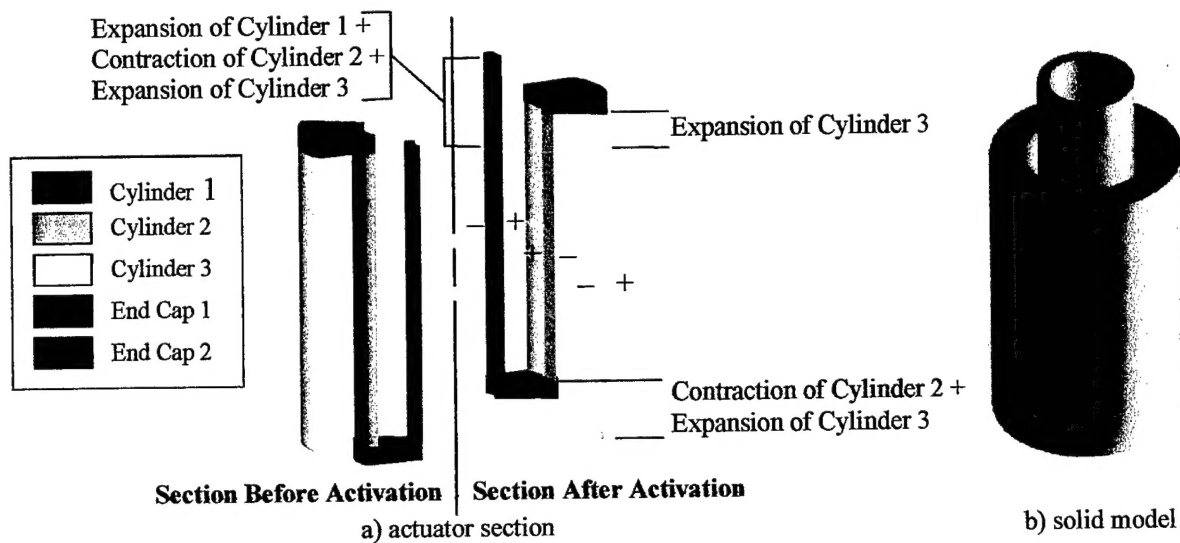 Expansion of Cylinder 1 +
Contraction of Cylinder 2 +
Expansion of Cylinder 3
Cylinder 1
Cylinder 2
Cylinder 3
End Cap 1
End Cap 2
Expansion of Cylinder 3
− + + − − +
Contraction of Cylinder 2 +
Expansion of Cylinder 3
Section Before Activation
Section After Activation
a) actuator section
b) solid model